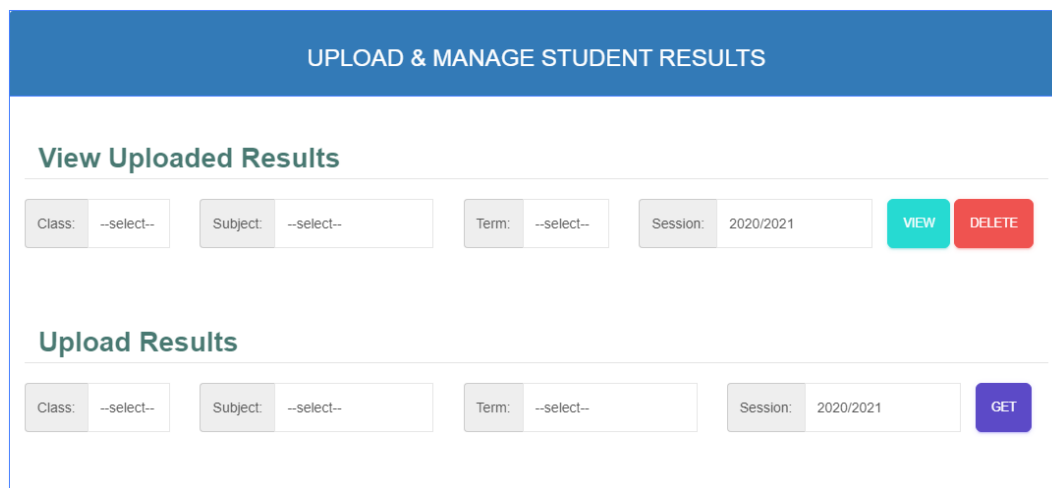 UPLOAD & MANAGE STUDENT RESULTS
View Uploaded Results
Class: --select-- Subject: --select-- Term: --select-- Session: 2020/2021 VIEW DELETE
Upload Results
Class: --select-- Subject: --select-- Term: --select-- Session: 2020/2021 GET